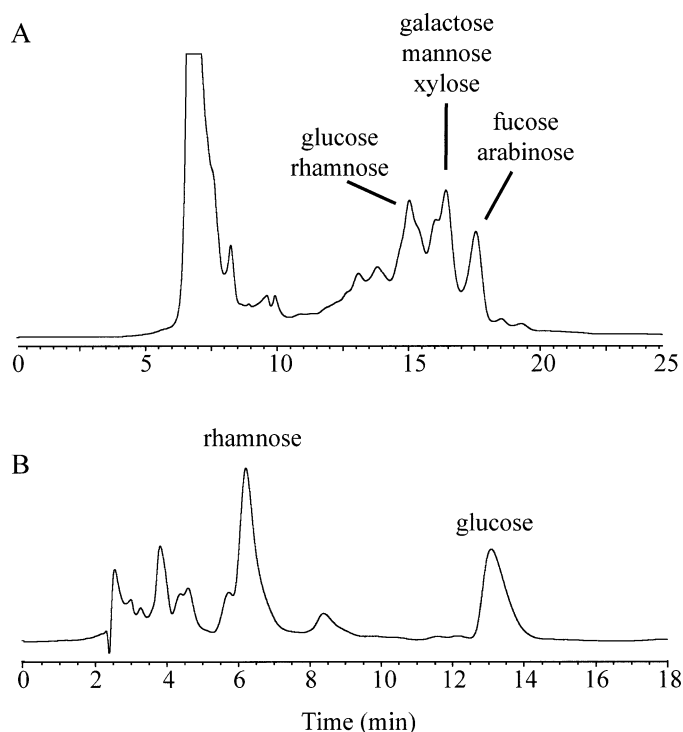 A
galactose
mannose
xylose
glucose
rhamnose
fucose
arabinose
0 5 10 15 20 25
B
rhamnose
glucose
0 2 4 6 8 10 12 14 16 18
Time (min)